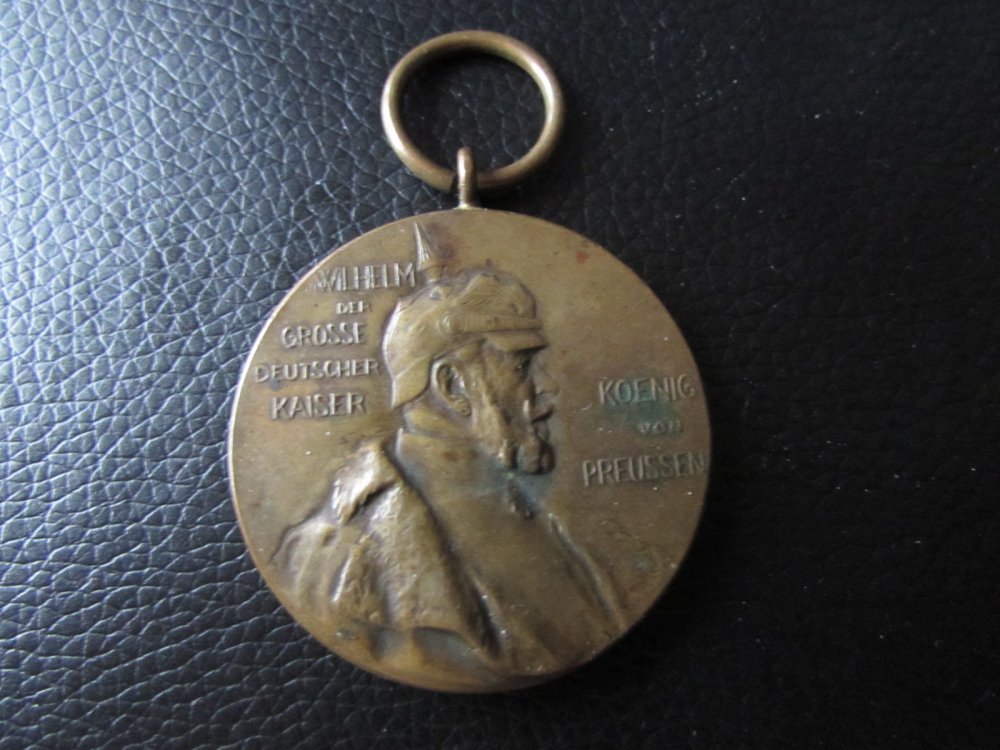 WILHELM
DER
GROSSE
DEUTSCHER
KAISER
KOENIG
VON
PREUSSEN